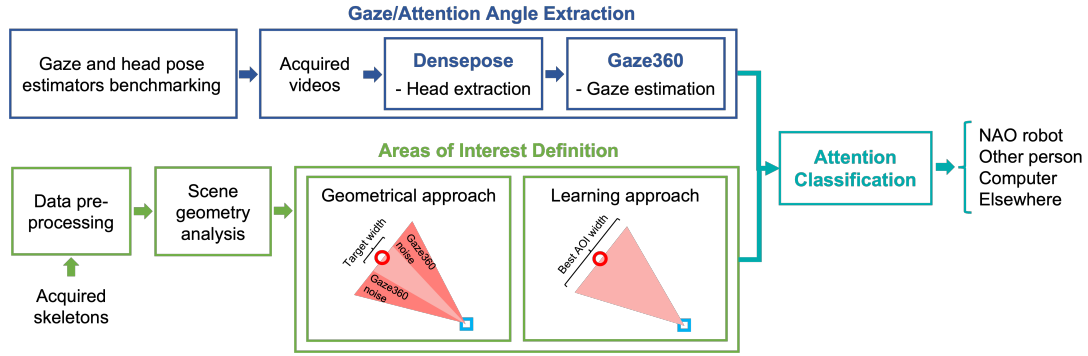 Gaze/Attention Angle Extraction
Gaze and head pose
estimators benchmarking
Acquired
videos
Densepose
- Head extraction
Gaze360
- Gaze estimation
Areas of Interest Definition
Data pre-
processing
Acquired
skeletons
Scene
geometry
analysis
Geometrical approach
Target width
Gaze360
noise
Gaze360
noise
Learning approach
Best AOI width
Attention
Classification
NAO robot
Other person
Computer
Elsewhere